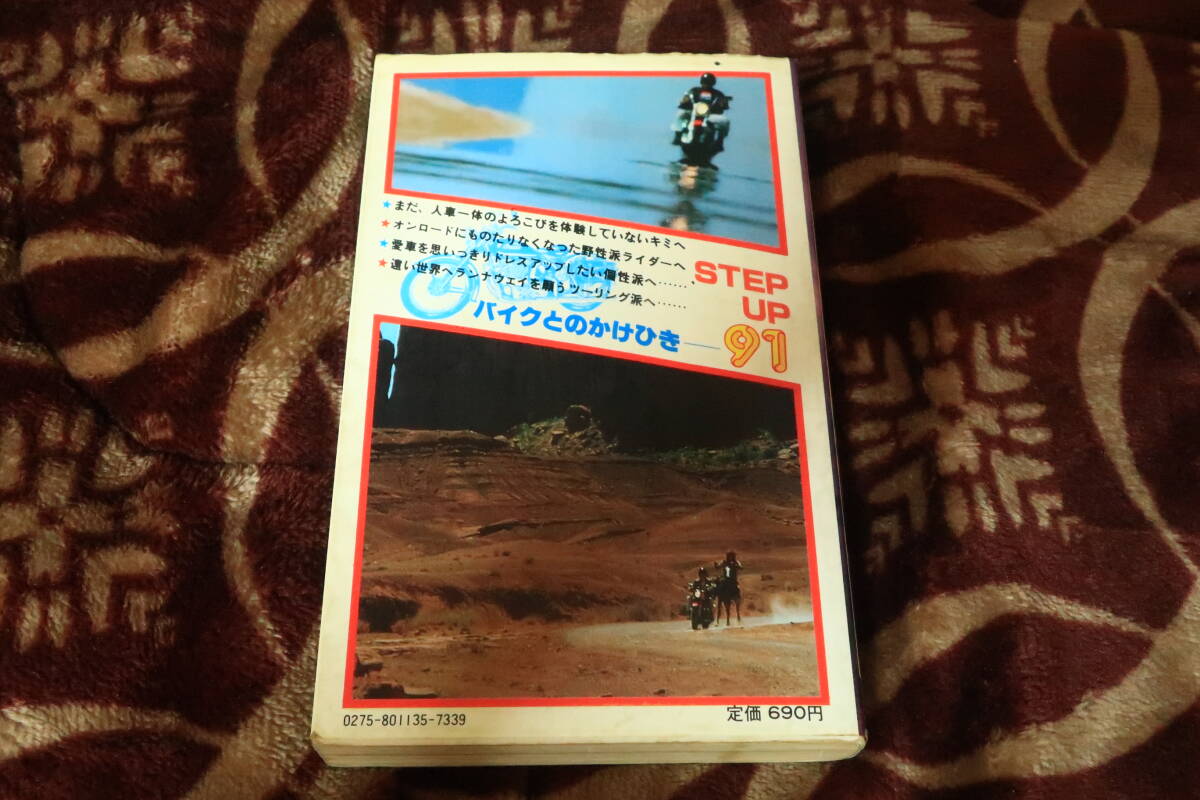 ★まだ、人車一体のよろこびを体験していないキミへ
★オンロードにものたりなくなった野性派ライダーへ
★愛車を思いっきりドレスアップしたい個性派へ……
★遠い世界へランナウェイを願うツーリング派へ……
バイクとのかけひき——
STEP
UP
91
0275-801135-7339
定価 690円